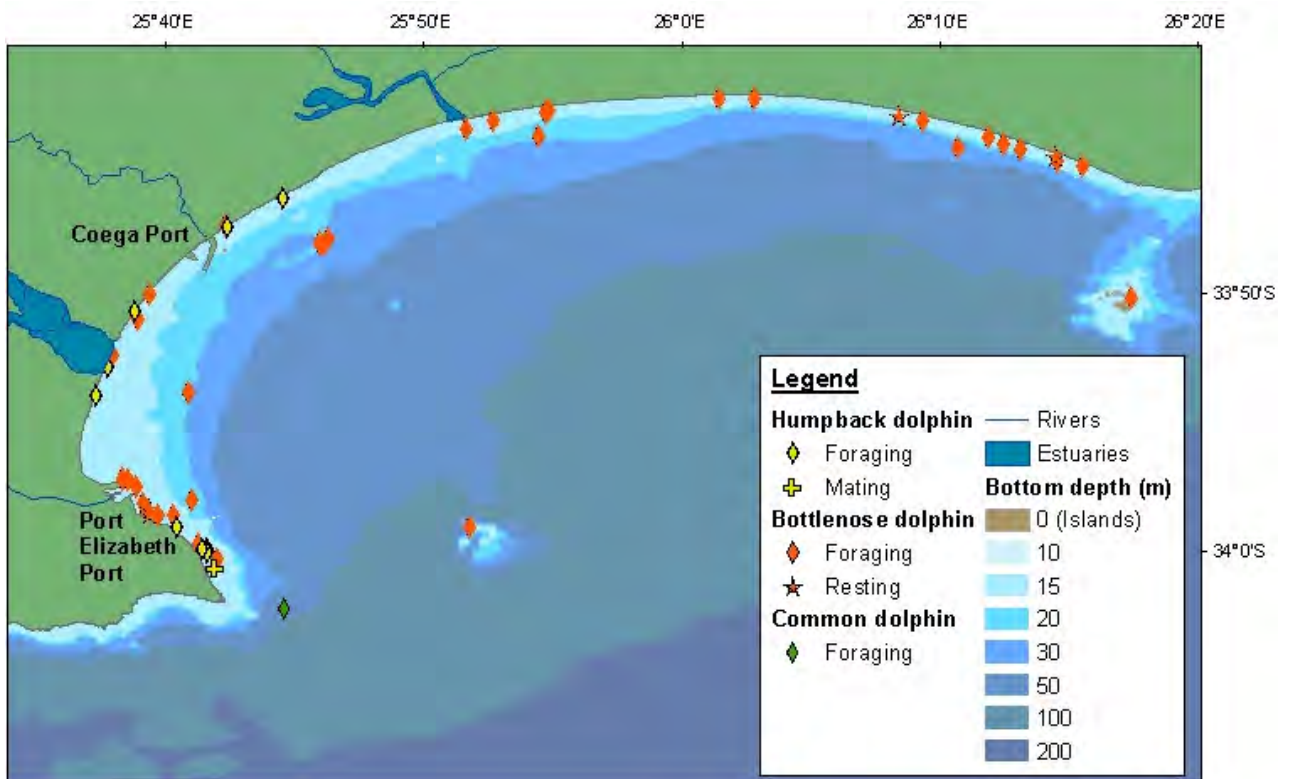 25°40'E
25°50'E
26°0'E
26°10'E
26°20'E
Coega Port
33°50'S
Port
Elizabeth
Port
34°0'S
Legend
Humpback dolphin
Foraging
Mating
Bottlenose dolphin
Foraging
Resting
Common dolphin
Foraging
Rivers
Estuaries
Bottom depth (m)
0 (Islands)
10
15
20
30
50
100
200